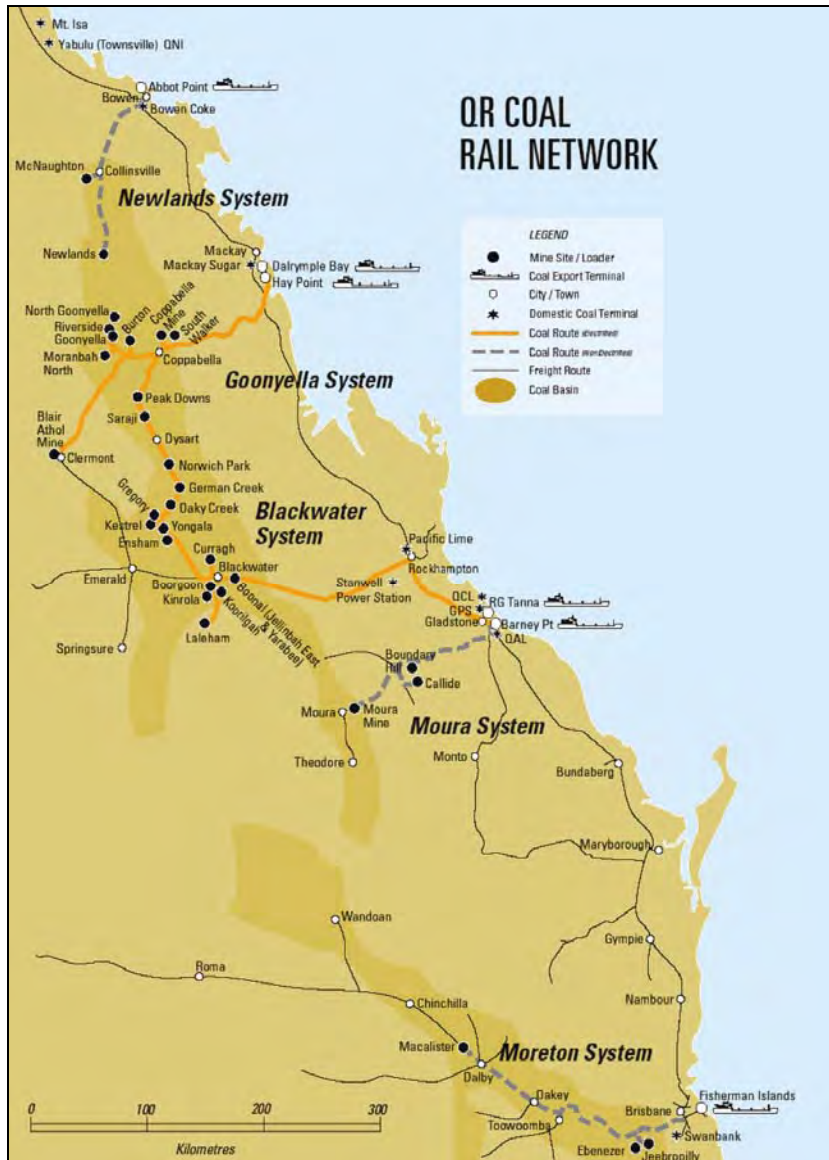 Mt. Isa
Yabulu (Townsville) QNI
Abbot Point
Bowen
Bowen Coke
QR COAL
RAIL NETWORK
McNaughton
Collinsville
Newlands System
Newlands
LEGEND
Mine Site / Loader
Coal Export Terminal
City / Town
Domestic Coal Terminal
Coal Route (electrified)
Coal Route (non electrified)
Freight Route
Coal Basin
Mackay
Mackay Sugar
Dalrymple Bay
Hay Point
North Goonyella
Riverside
Goonyella
Burton
Coppabella
Mine
South
Walker
Moranbah
North
Coppabella
Goonyella System
Peak Downs
Saraji
Blair
Athol
Mine
Clermont
Dysart
Norwich Park
German Creek
Gregory
Oaky Creek
Kestrel
Yongala
Ensham
Blackwater
System
Curragh
Blackwater
Pacific Lime
Rockhampton
Emerald
Boorgoon
Kinrola
Boonal (Jellinbah East
& Yarabee)
Koorilgah
Laleham
Stanwell
Power Station
QCL
GPS
RG Tanna
Gladstone
Barney Pt
QAL
Springsure
Boundary
Hill
Callide
Moura
Moura
Mine
Moura System
Theodore
Monto
Bundaberg
Maryborough
Wandoan
Roma
Gympie
Chinchilla
Nambour
Macalister
Moreton System
Dalby
Oakey
Toowoomba
Brisbane
Fisherman Islands
Swanbank
Ebenezer
Jeebropilly
0 100 200 300
Kilometres